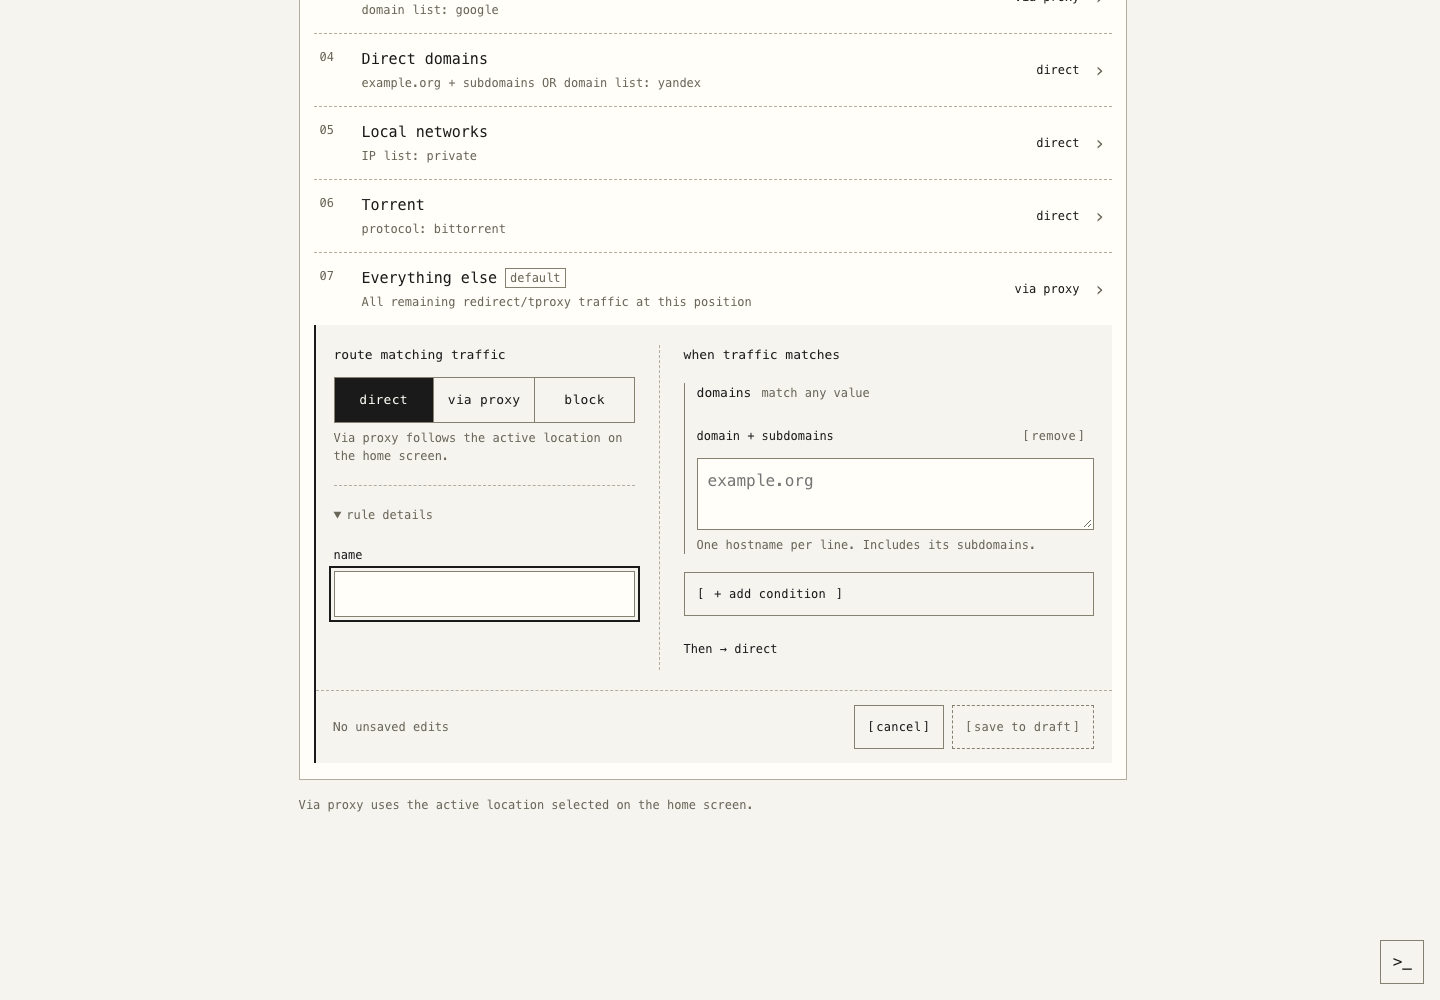 via proxy ›
domain list: google
04 Direct domains
example.org + subdomains OR domain list: yandex
direct ›
05 Local networks
IP list: private
direct ›
06 Torrent
protocol: bittorrent
direct ›
07 Everything else default
All remaining redirect/tproxy traffic at this position
via proxy ›
route matching traffic
direct via proxy block
Via proxy follows the active location on
the home screen.
▼ rule details
name
when traffic matches
domains match any value
domain + subdomains [remove]
example.org
One hostname per line. Includes its subdomains.
[ + add condition ]
Then → direct
No unsaved edits
[cancel] [save to draft]
Via proxy uses the active location selected on the home screen.
>_